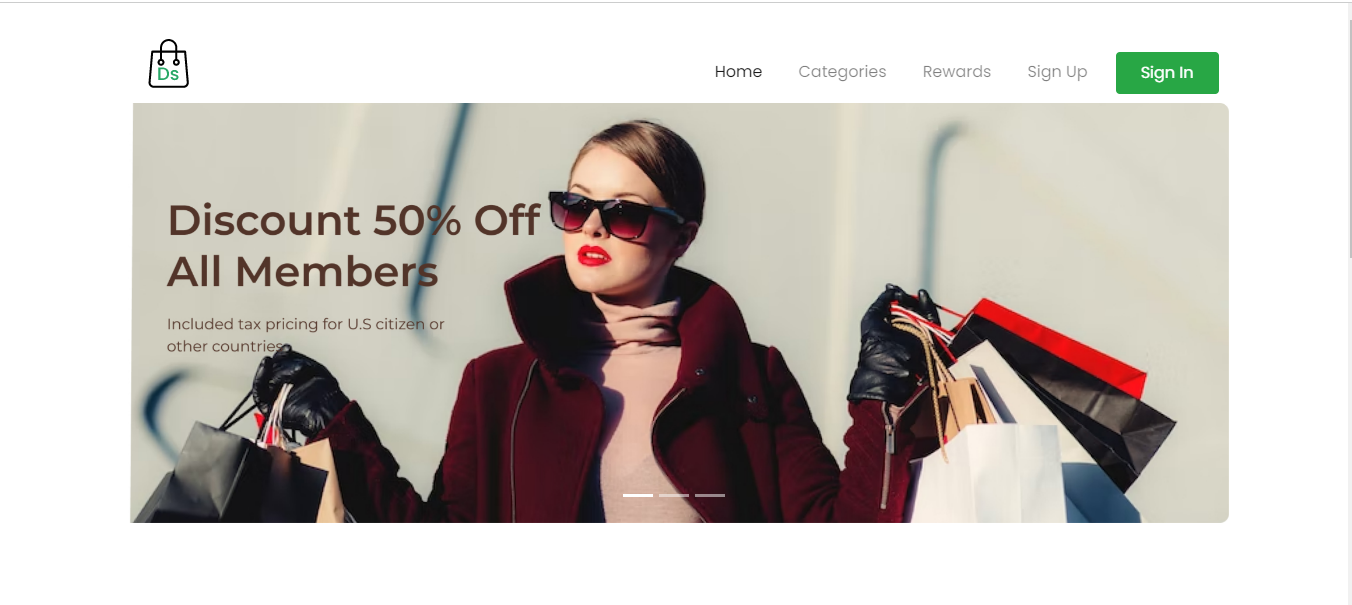 Ds
Home Categories Rewards Sign Up Sign In
Discount 50% Off
All Members
Included tax pricing for U.S citizen or
other countries.